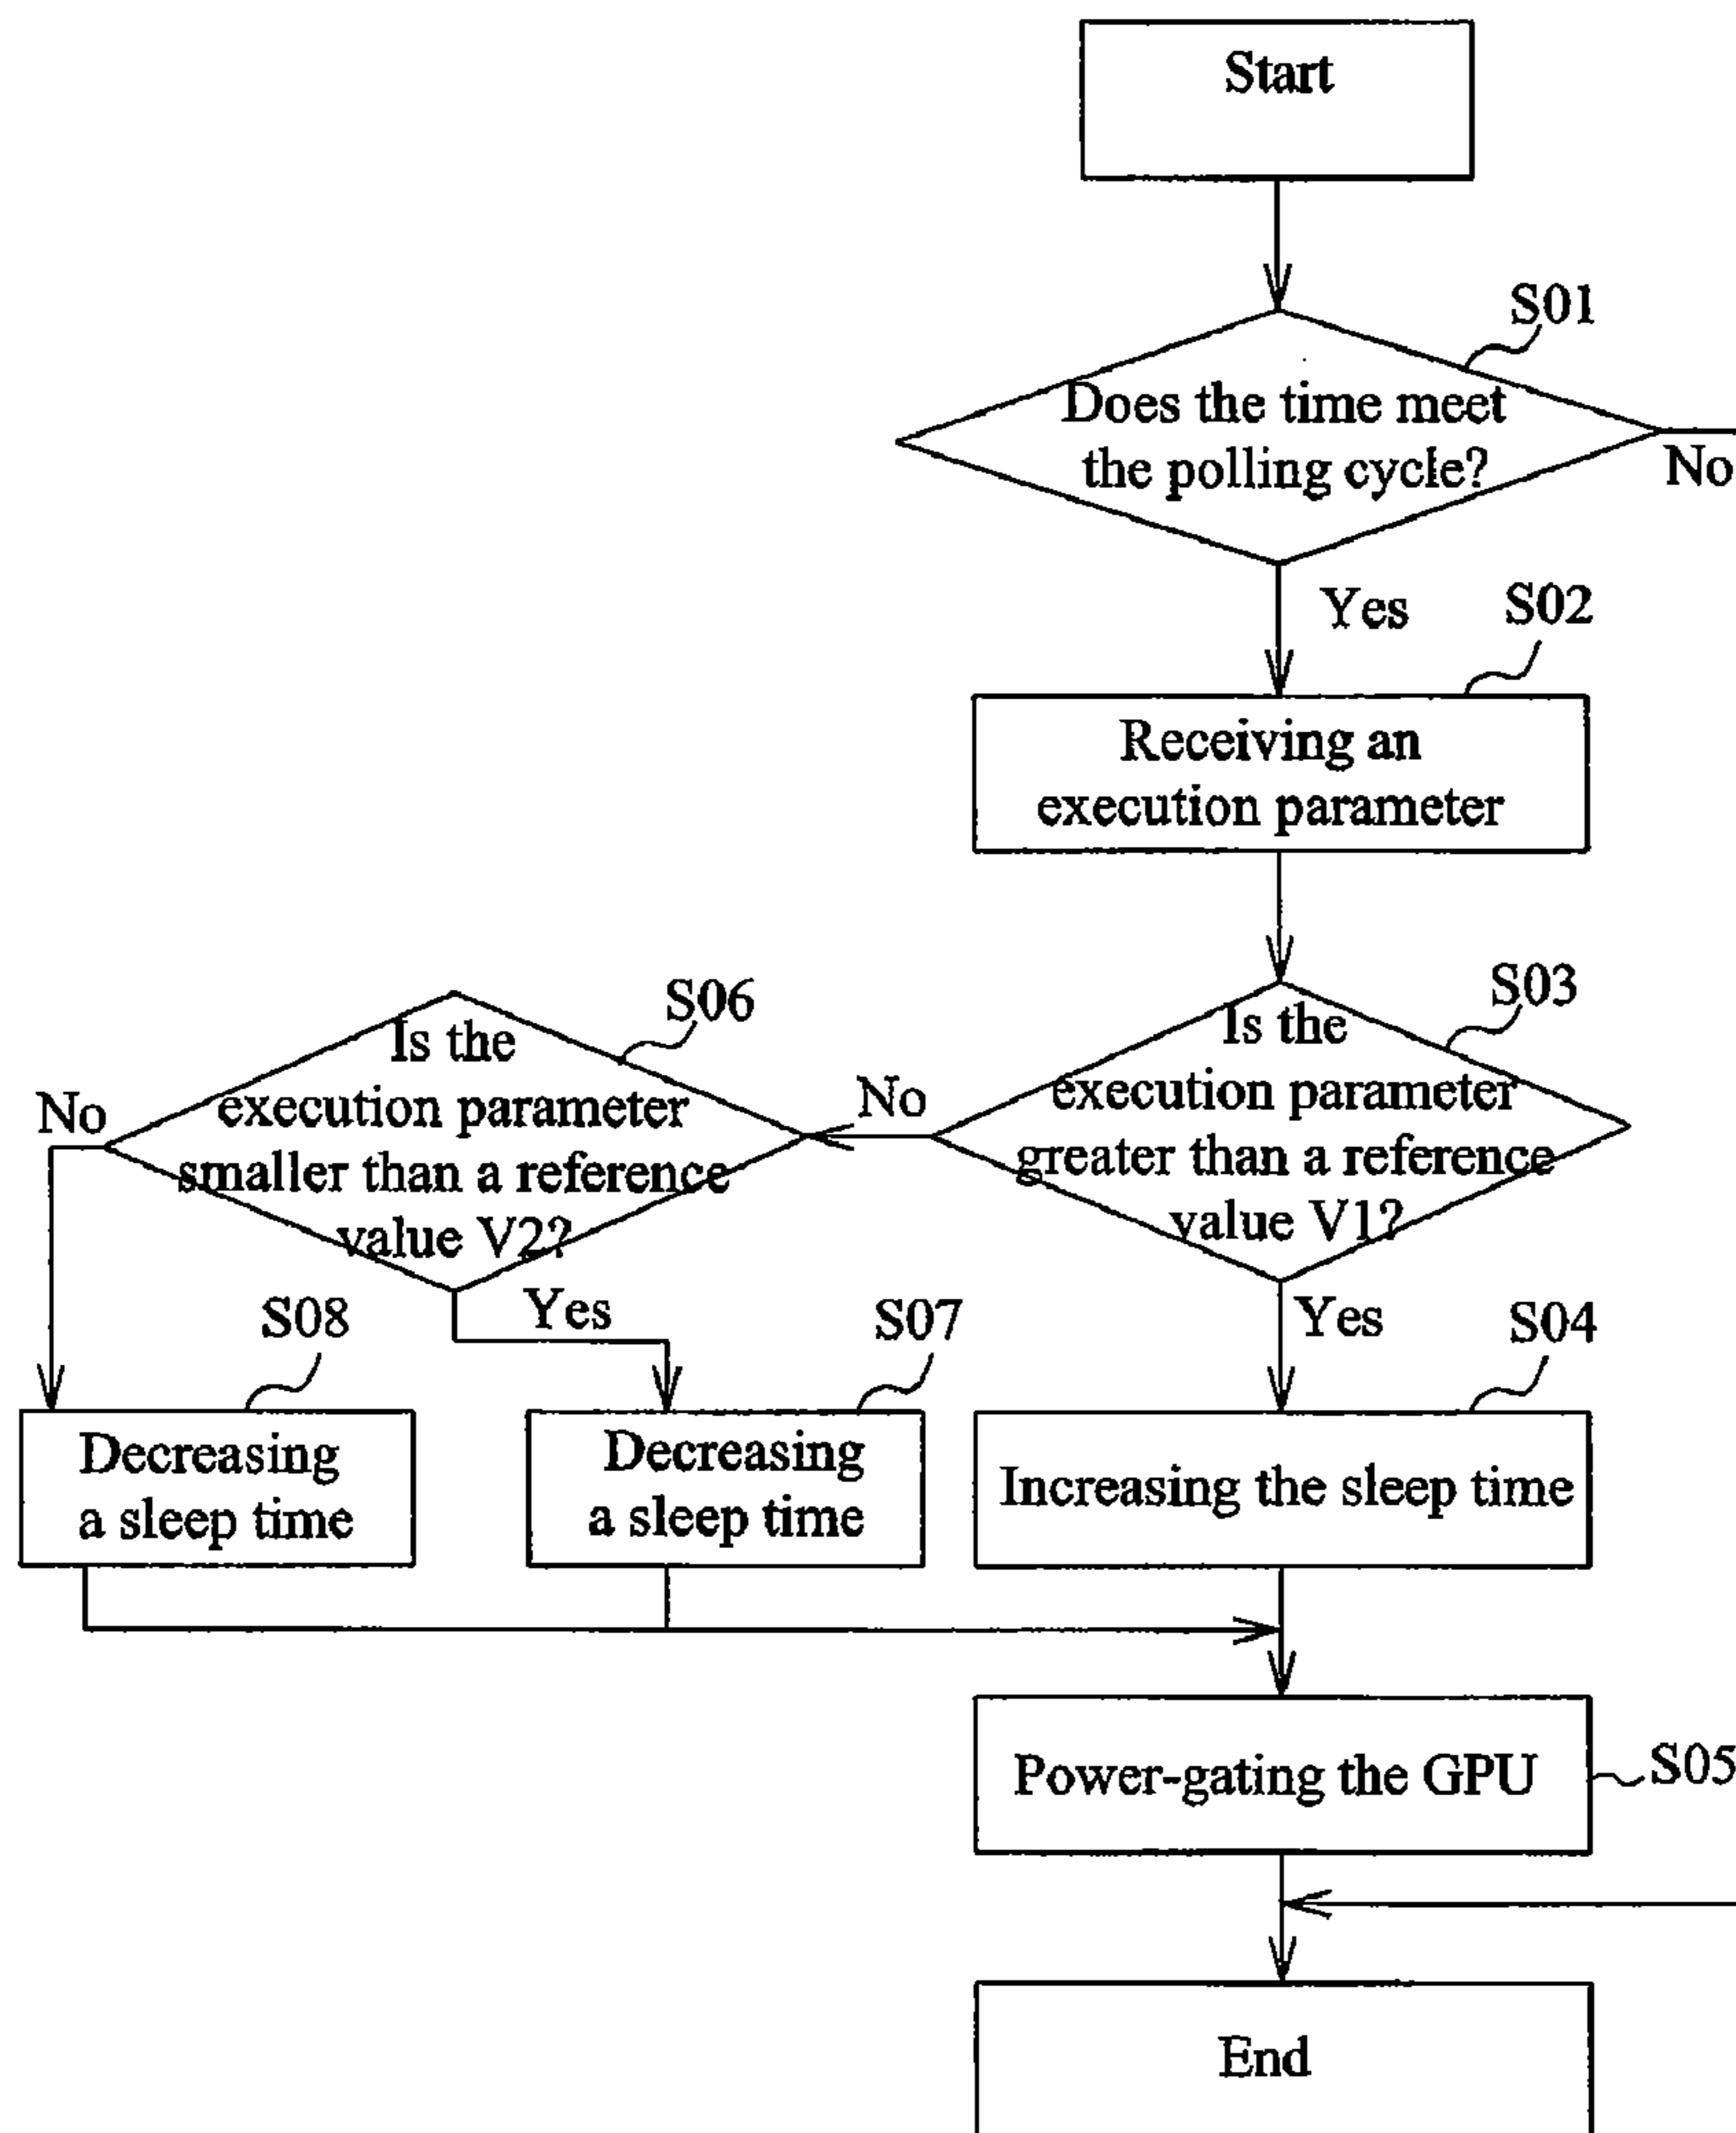 Start
S01
Does the time meet
the polling cycle?
No
Yes
S02
Receiving an
execution parameter
S03
Is the
execution parameter
greater than a reference
value V1?
No
S06
Is the
execution parameter
smaller than a reference
value V2?
No
Yes
Yes
S08
S07
S04
Decreasing
a sleep time
Decreasing
a sleep time
Increasing the sleep time
Power-gating the GPU
S05
End